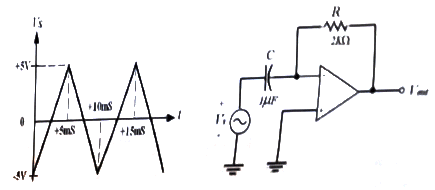 Vs
+5V
0
-5V
+10mS
+5mS
+15mS
t
R
2kΩ
C
1μF
+
Vs
-
-
+
Vout